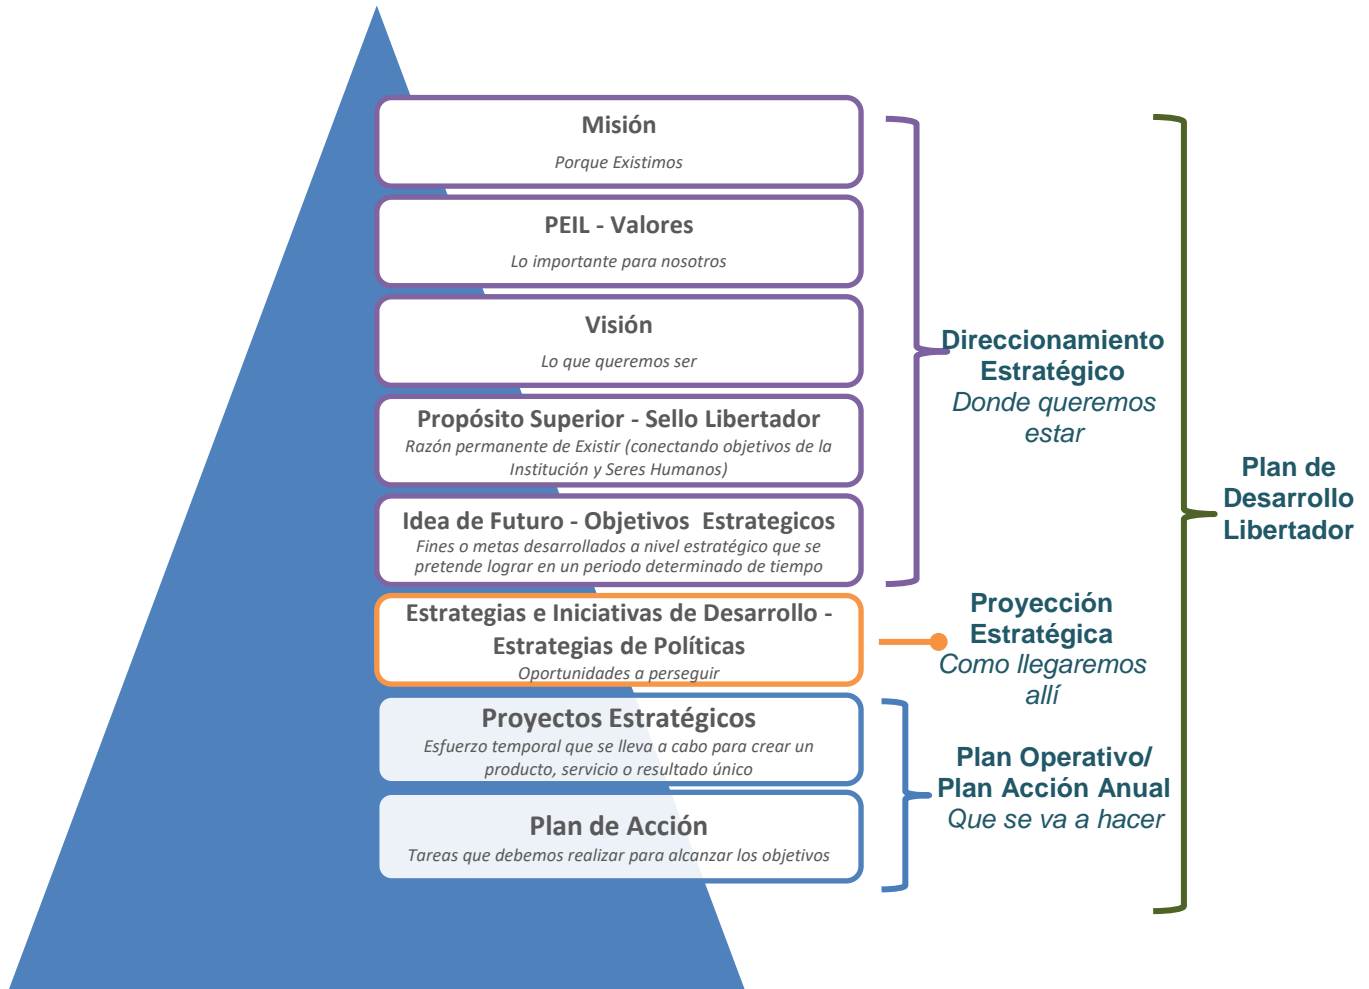 Misión
Porque Existimos
PEIL - Valores
Lo importante para nosotros
Visión
Lo que queremos ser
Propósito Superior - Sello Libertador
Razón permanente de Existir (conectando objetivos de la
Institución y Seres Humanos)
Idea de Futuro - Objetivos Estrategicos
Fines o metas desarrollados a nivel estratégico que se
pretende lograr en un periodo determinado de tiempo
Estrategias e Iniciativas de Desarrollo -
Estrategias de Políticas
Oportunidades a perseguir
Proyectos Estratégicos
Esfuerzo temporal que se lleva a cabo para crear un
producto, servicio o resultado único
Plan de Acción
Tareas que debemos realizar para alcanzar los objetivos
Direccionamiento
Estratégico
Donde queremos
estar
Proyección
Estratégica
Como llegaremos
allí
Plan Operativo/
Plan Acción Anual
Que se va a hacer
Plan de
Desarrollo
Libertador